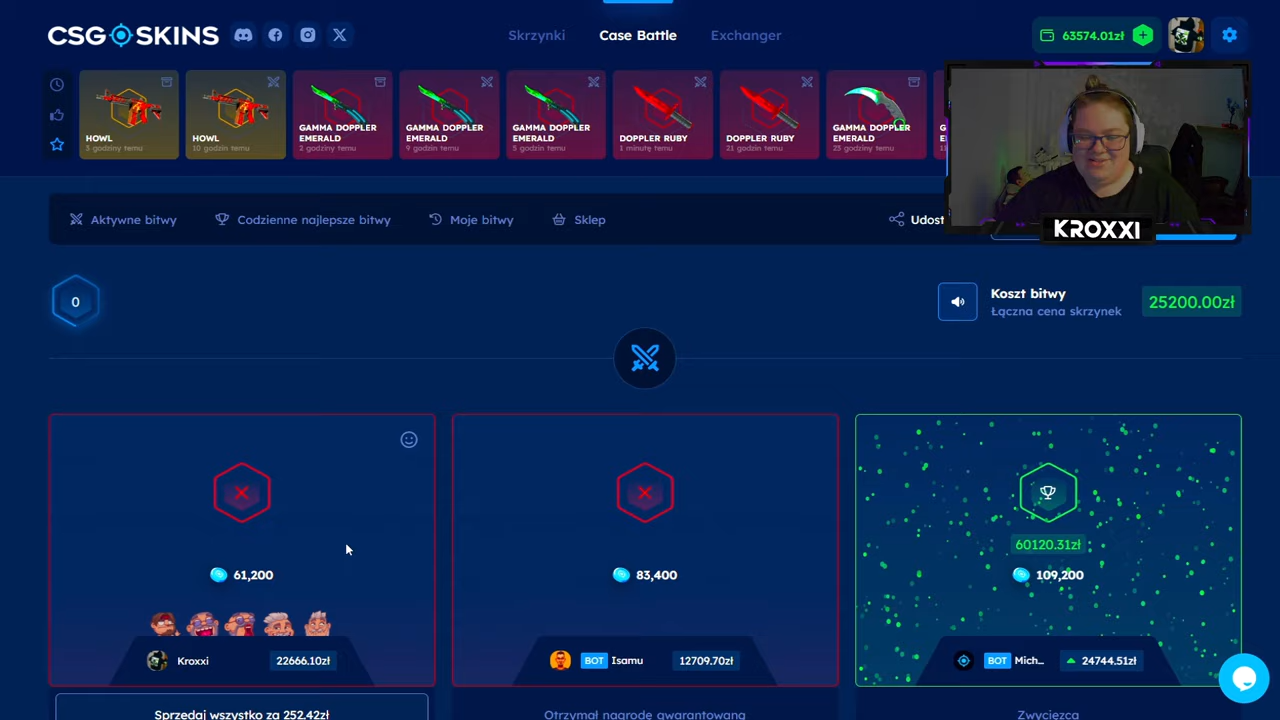 CSG SKINS
Skrzynki
Case Battle
Exchanger
63574.01zł
HOWL
3 godziny temu
HOWL
10 godzin temu
GAMMA DOPPLER
EMERALD
2 godziny temu
GAMMA DOPPLER
EMERALD
9 godzin temu
GAMMA DOPPLER
EMERALD
5 godzin temu
DOPPLER RUBY
1 minutę temu
DOPPLER RUBY
21 godzin temu
GAMMA DOPPLER
EMERALD
23 godziny temu
KROXXI
Aktywne bitwy
Codzienne najlepsze bitwy
Moje bitwy
Sklep
Udost
0
Koszt bitwy
Łączna cena skrzynek
25200.00zł
60120.31zł
61,200
83,400
109,200
Kroxxi
22666.10zł
BOT Isamu
12709.70zł
BOT Mich...
24744.51zł
Sprzedaj wszystko za 252.42zł
Otrzymał nagrodę gwarantowaną
Zwycięzca